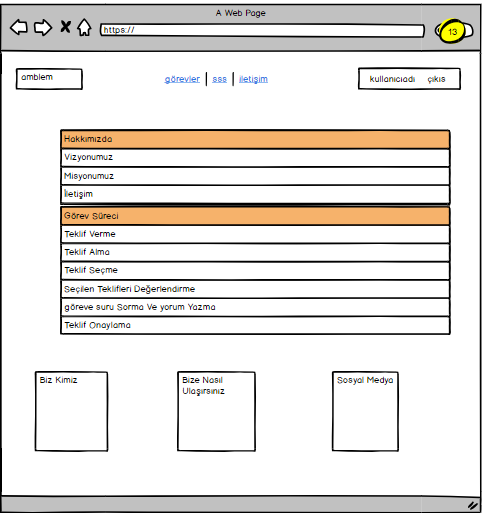 A Web Page
https://
13
amblem
görevler | sss | iletişim
kullanıcıadı çıkıs
Hakkımızda
Vizyonumuz
Misyonumuz
İletişim
Görev Süreci
Teklif Verme
Teklif Alma
Teklif Seçme
Seçilen Teklifleri Değerlendirme
göreve suru Sorma Ve yorum Yazma
Teklif Onaylama
Biz Kimiz
Bize Nasıl
Ulaşırsınız
Sosyal Medya